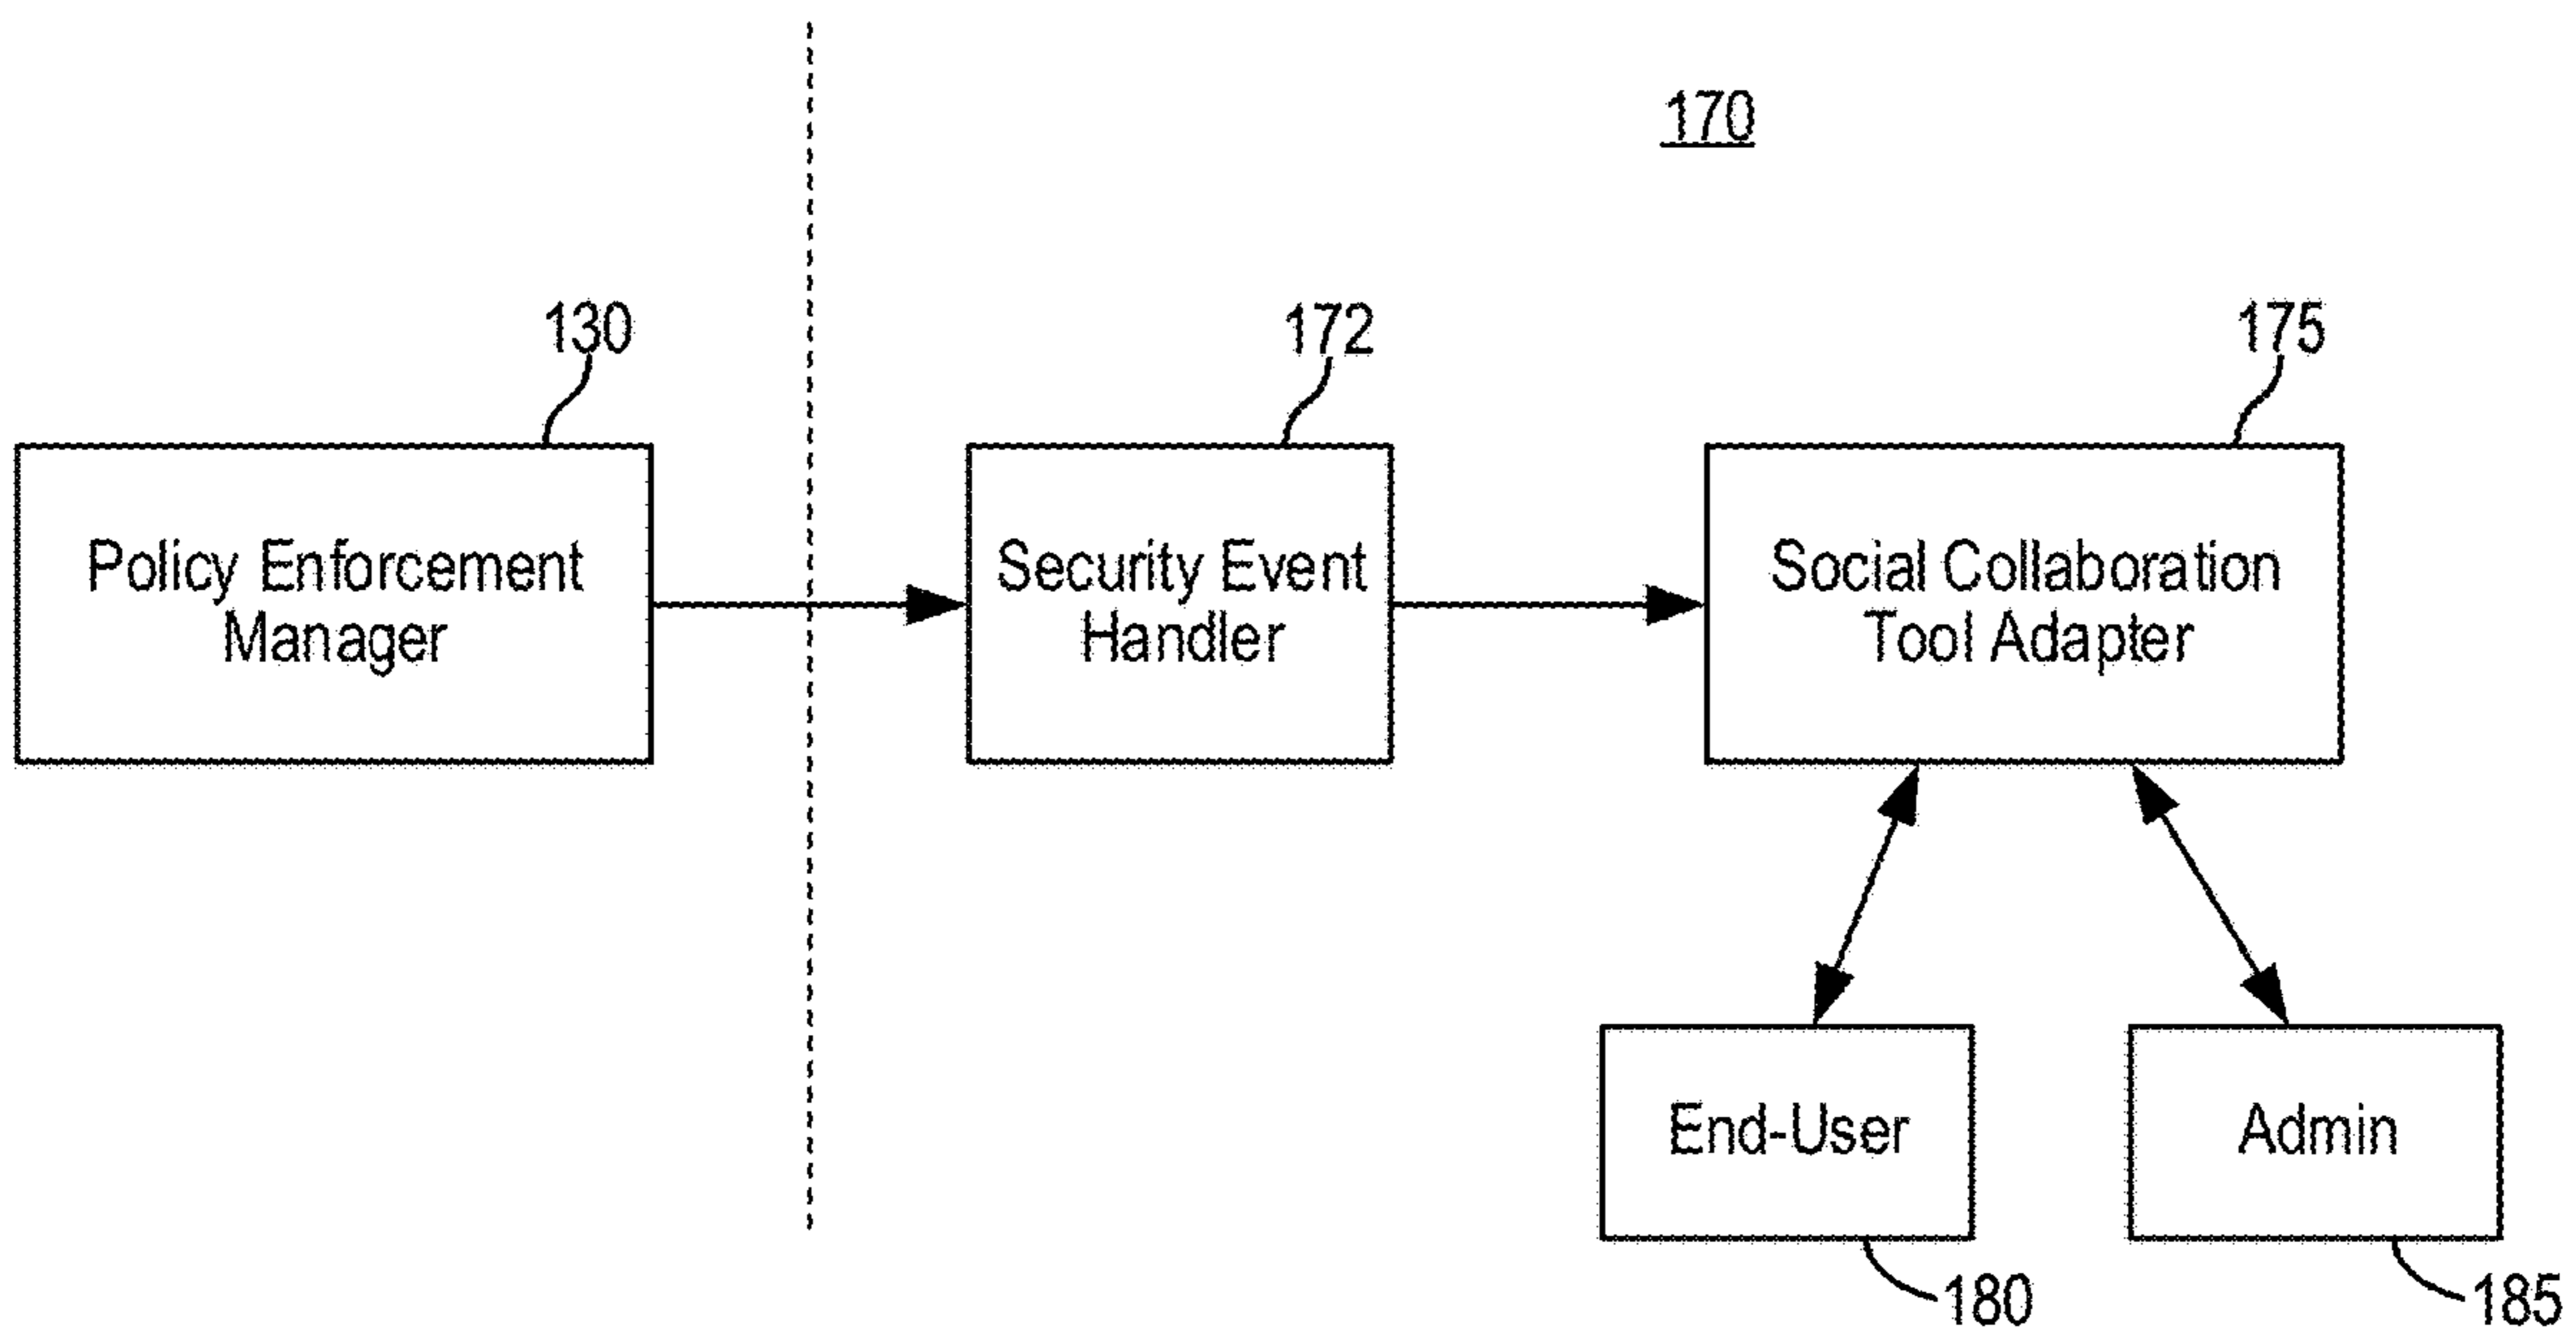 170
130
172
175
Policy Enforcement
Manager
Security Event
Handler
Social Collaboration
Tool Adapter
End-User
Admin
180
185